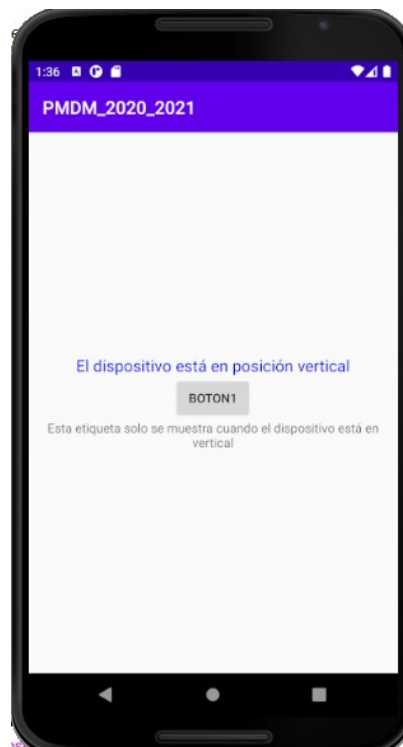 1:36
PMDM_2020_2021
El dispositivo está en posición vertical
BOTON1
Esta etiqueta solo se muestra cuando el dispositivo está en
vertical